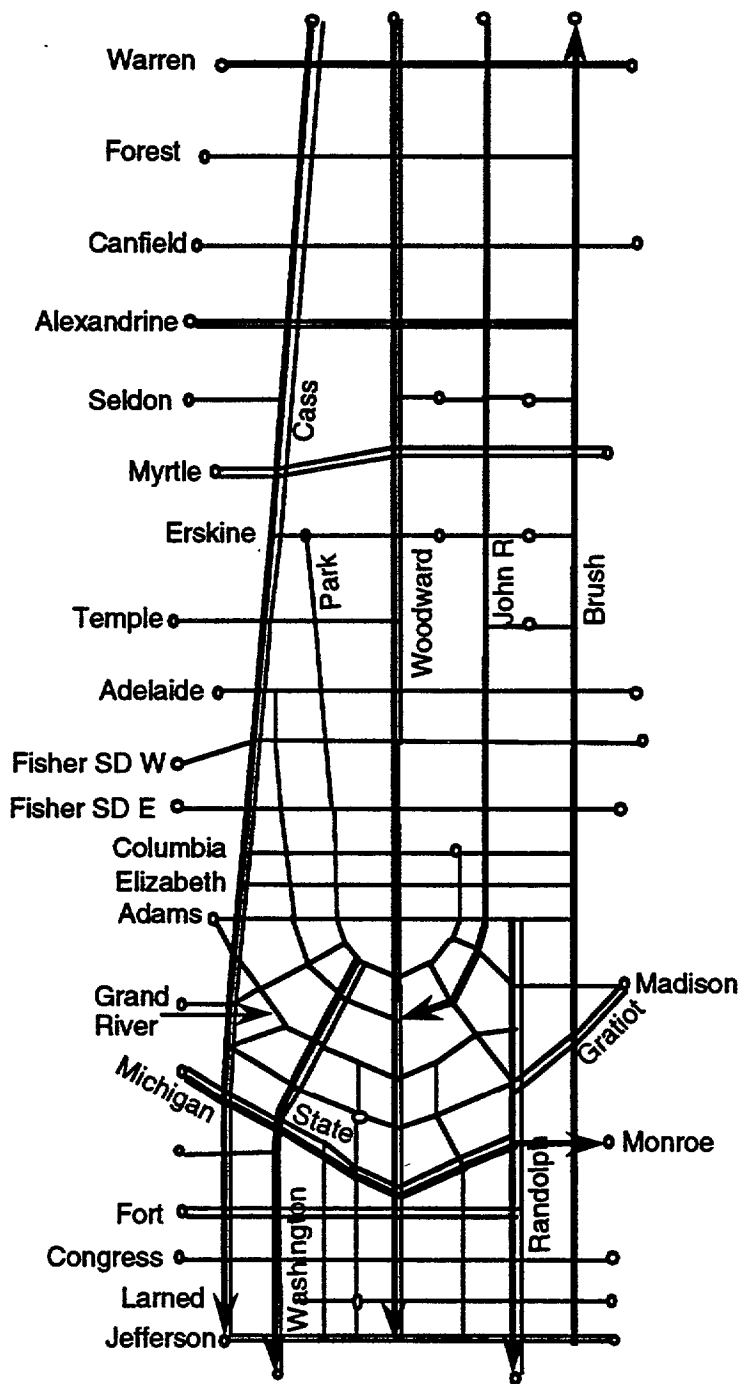 Warren
Forest
Canfield
Alexandrine
Seldon
Cass
Myrtle
Erskine
Park
Woodward
John R
Brush
Temple
Adelaide
Fisher SD W
Fisher SD E
Columbia
Elizabeth
Adams
Grand
River
Madison
Gratiot
Michigan
State
Monroe
Randolph
Fort
Washington
Congress
Larned
Jefferson